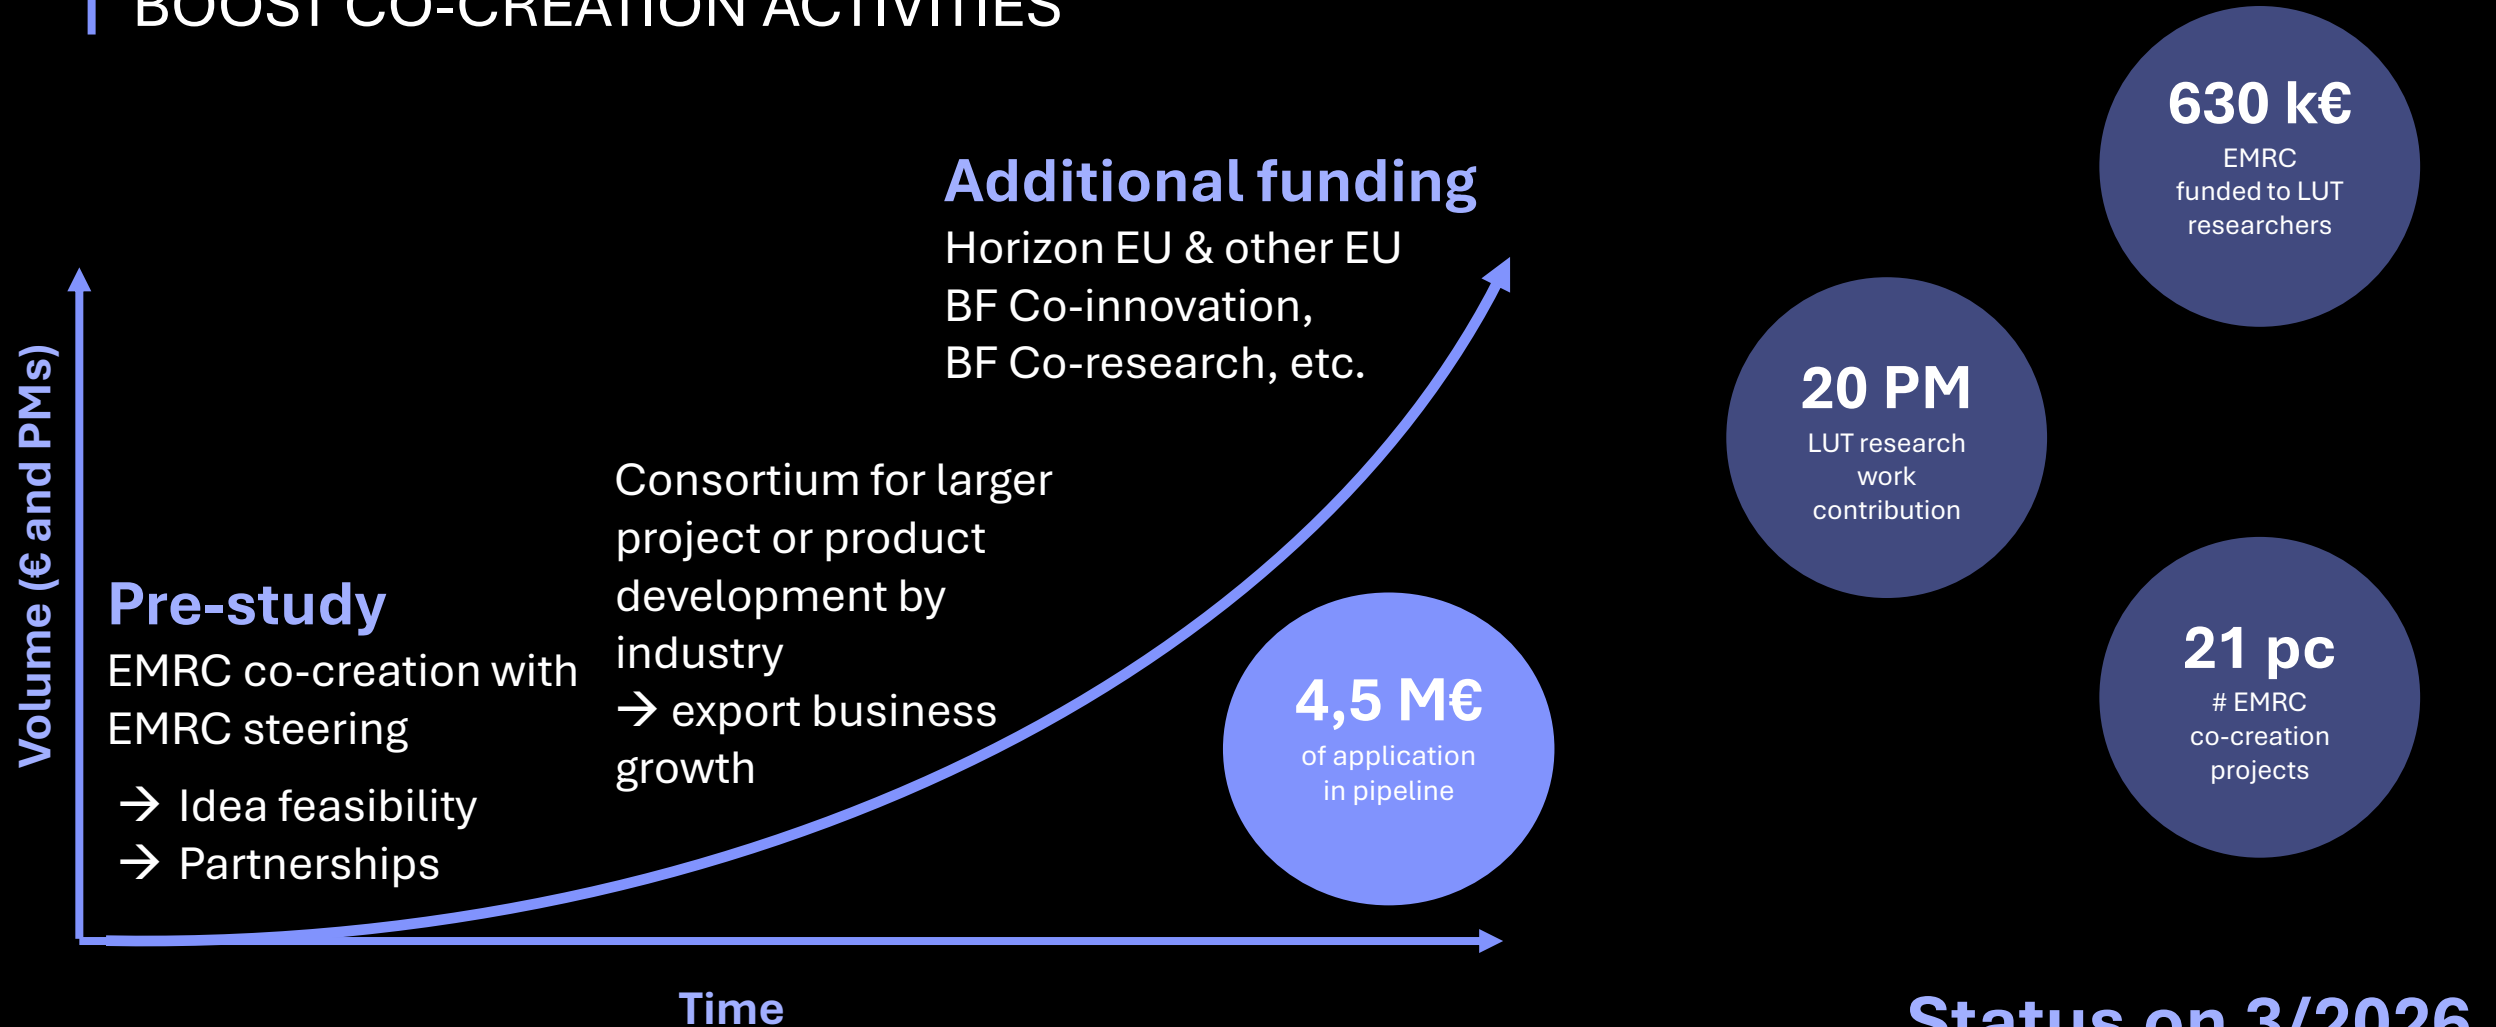 BOOST CO-CREATION ACTIVITIES
Additional funding
Horizon EU & other EU
BF Co-innovation,
BF Co-research, etc.
Consortium for larger
project or product
development by
industry
→ export business
growth
Pre-study
EMRC co-creation with
EMRC steering
→ Idea feasibility
→ Partnerships
Volume (€ and PMs)
Time
4,5 M€
of application
in pipeline
630 k€
EMRC
funded to LUT
researchers
20 PM
LUT research
work
contribution
21 pc
# EMRC
co-creation
projects
Status on 3/2026